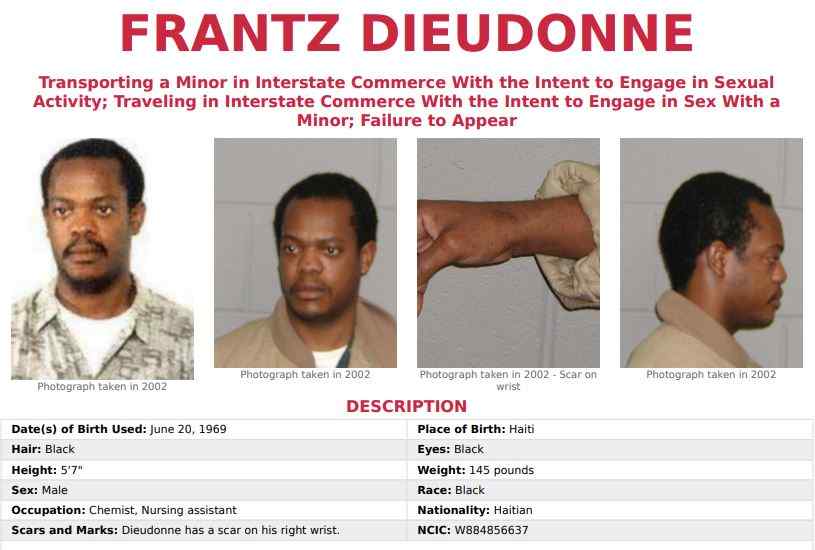 FRANTZ DIEUDONNE
Transporting a Minor in Interstate Commerce With the Intent to Engage in Sexual
Activity; Traveling in Interstate Commerce With the Intent to Engage in Sex With a
Minor; Failure to Appear
Photograph taken in 2002
Photograph taken in 2002
Photograph taken in 2002 - Scar on
wrist
Photograph taken in 2002
DESCRIPTION
Date(s) of Birth Used: June 20, 1969
Place of Birth: Haiti
Hair: Black
Eyes: Black
Height: 5'7"
Weight: 145 pounds
Sex: Male
Race: Black
Occupation: Chemist, Nursing assistant
Nationality: Haitian
Scars and Marks: Dieudonne has a scar on his right wrist.
NCIC: W884856637